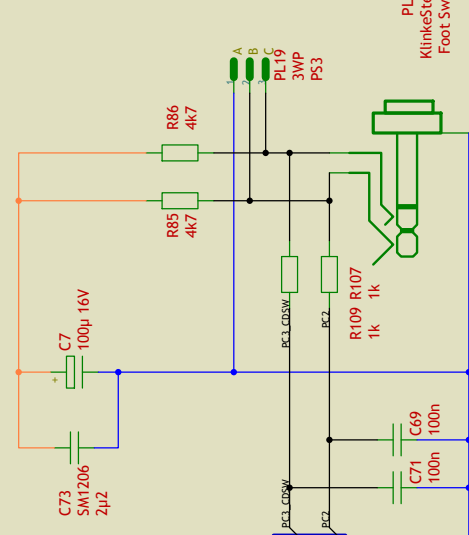 PL
KlinkeSte
Foot Sw
A
B
C
1
2
3
PL19
3WP
PS3
R86
4k7
R85
4k7
C7
100µ 16V
+
R109 R107
1k 1k
PC3_CDSW
PC2
C73
SM1206
2µ2
C69
100n
C71
100n
PC3_CDSW
PC2